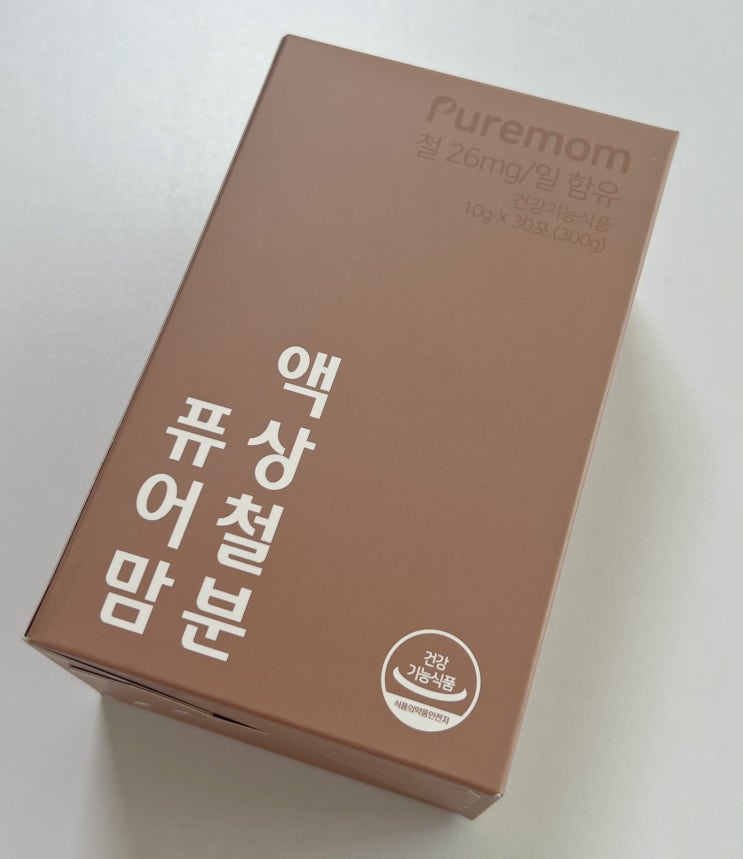 Puremom
철 26mg/일 함유
건강기능식품
10g X 30포 (300g)
퓨어맘
액상철분
건강
기능식품
식품의약품안전처